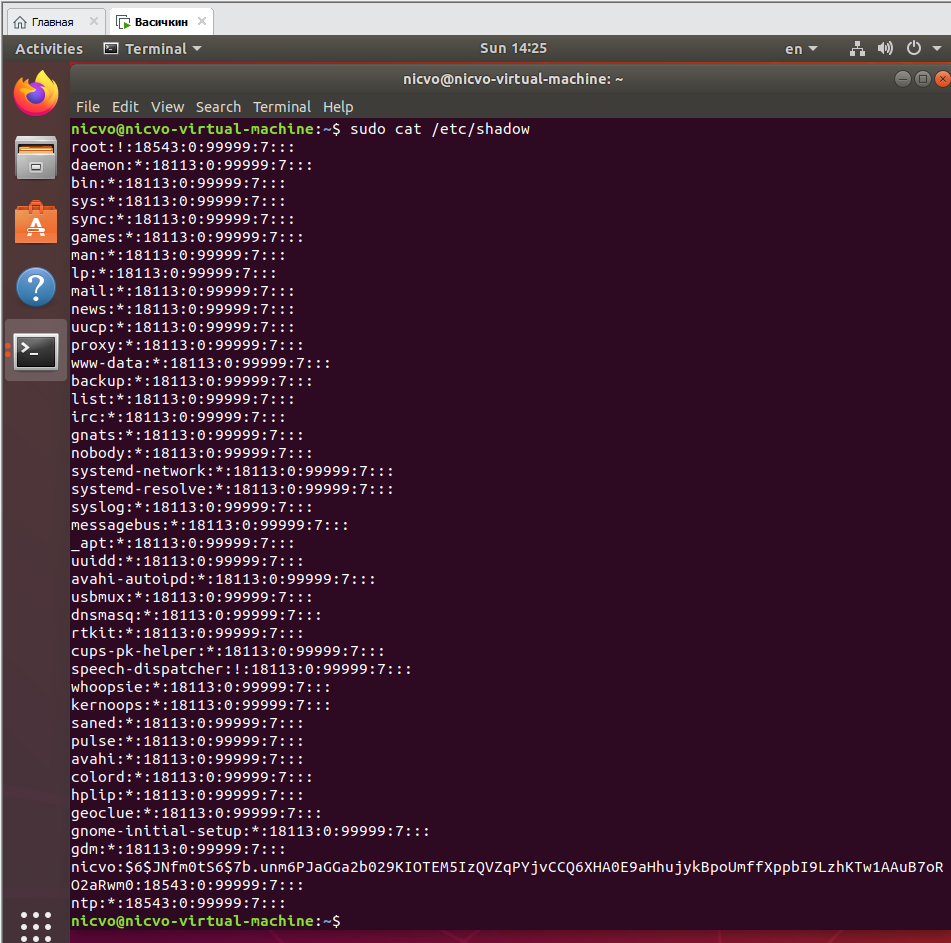 Главная
Васичкин
Activities
Terminal
Sun 14:25
en
nicvo@nicvo-virtual-machine: ~
File Edit View Search Terminal Help
nicvo@nicvo-virtual-machine:~$ sudo cat /etc/shadow
root:!:18543:0:99999:7:::
daemon:*:18113:0:99999:7:::
bin:*:18113:0:99999:7:::
sys:*:18113:0:99999:7:::
sync:*:18113:0:99999:7:::
games:*:18113:0:99999:7:::
man:*:18113:0:99999:7:::
lp:*:18113:0:99999:7:::
mail:*:18113:0:99999:7:::
news:*:18113:0:99999:7:::
uucp:*:18113:0:99999:7:::
proxy:*:18113:0:99999:7:::
www-data:*:18113:0:99999:7:::
backup:*:18113:0:99999:7:::
list:*:18113:0:99999:7:::
irc:*:18113:0:99999:7:::
gnats:*:18113:0:99999:7:::
nobody:*:18113:0:99999:7:::
systemd-network:*:18113:0:99999:7:::
systemd-resolve:*:18113:0:99999:7:::
syslog:*:18113:0:99999:7:::
messagebus:*:18113:0:99999:7:::
_apt:*:18113:0:99999:7:::
uuidd:*:18113:0:99999:7:::
avahi-autoipd:*:18113:0:99999:7:::
usbmux:*:18113:0:99999:7:::
dnsmasq:*:18113:0:99999:7:::
rtkit:*:18113:0:99999:7:::
cups-pk-helper:*:18113:0:99999:7:::
speech-dispatcher:!:18113:0:99999:7:::
whoopsie:*:18113:0:99999:7:::
kernoops:*:18113:0:99999:7:::
saned:*:18113:0:99999:7:::
pulse:*:18113:0:99999:7:::
avahi:*:18113:0:99999:7:::
colord:*:18113:0:99999:7:::
hplip:*:18113:0:99999:7:::
geoclue:*:18113:0:99999:7:::
gnome-initial-setup:*:18113:0:99999:7:::
gdm:*:18113:0:99999:7:::
nicvo:$6$JNfm0tS6$7b.unm6PJaGGa2b029KIOTEM5IzQVZqPYjvCCQ6XHA0E9aHhujykBpoUmffXppbI9LzhKTw1AAuB7oR
O2aRwm0:18543:0:99999:7:::
ntp:*:18543:0:99999:7:::
nicvo@nicvo-virtual-machine:~$